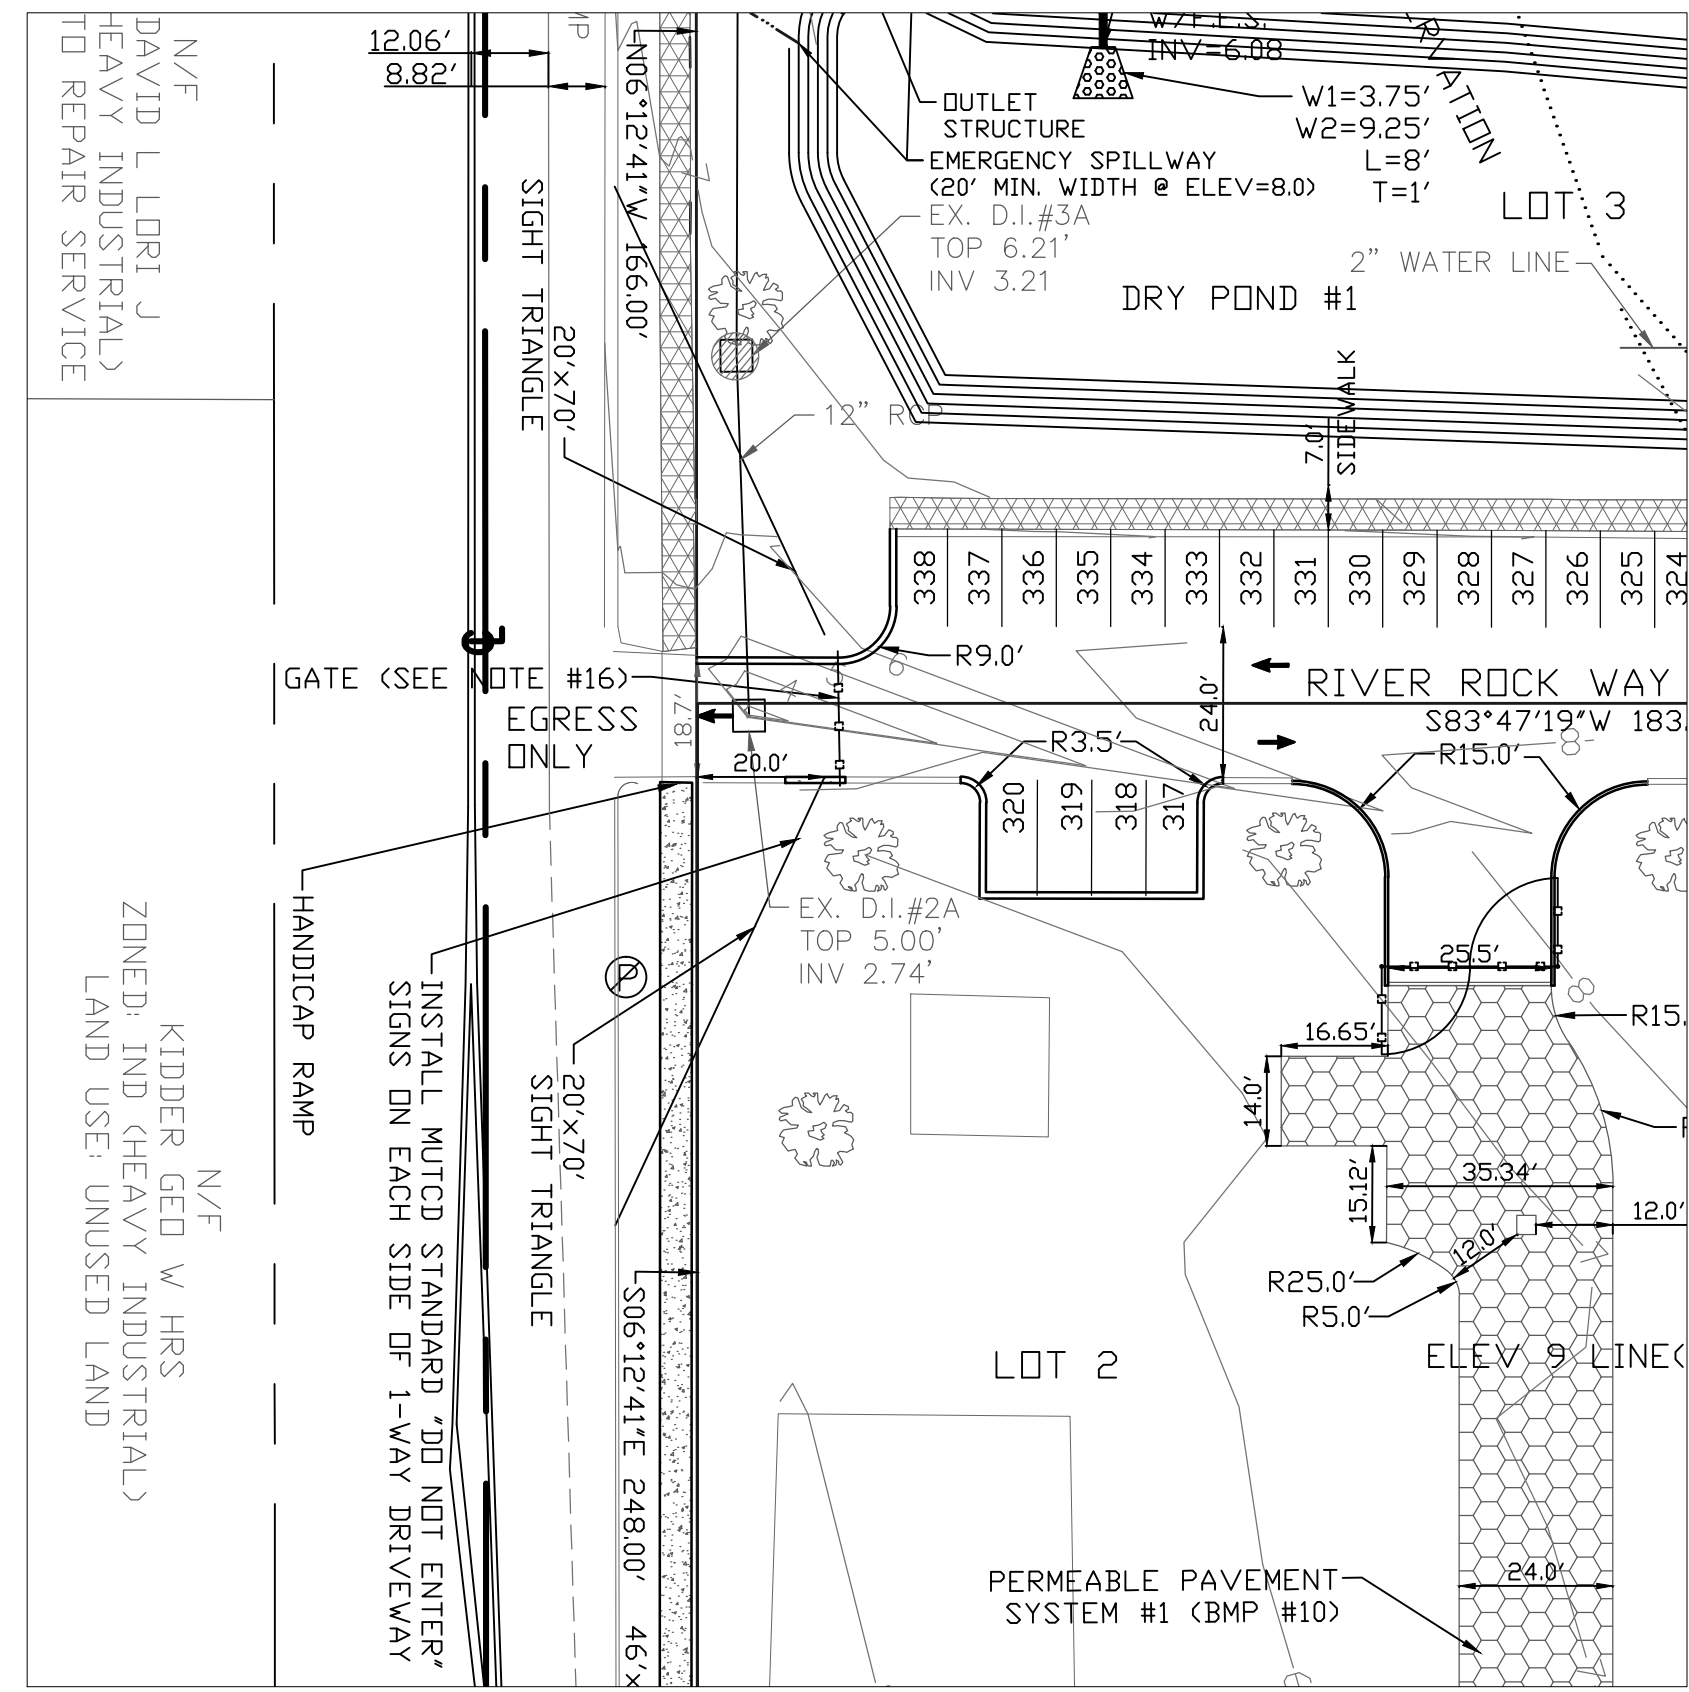 N/F
DAVID L LORI J
HEAVY INDUSTRIAL)
TO REPAIR SERVICE
12.06'
8.82'
MP
N06°12'41"W 166.00'
SIGHT TRIANGLE
20'x70'
W/F.E.S.
INV=6.08
OUTLET
STRUCTURE
EMERGENCY SPILLWAY
(20' MIN. WIDTH @ ELEV=8.0)
W1=3.75'
W2=9.25'
L=8'
T=1'
ATION
LOT 3
EX. D.I.#3A
TOP 6.21'
INV 3.21
2" WATER LINE
DRY POND #1
12" RCP
7.0'
SIDEWALK
338
337
336
335
334
333
332
331
330
329
328
327
326
325
324
R9.0'
6
GATE (SEE NOTE #16)
EGRESS
ONLY
18.7'
20.0'
24.0'
RIVER ROCK WAY
S83°47'19"W 183.
R3.5'
R15.0'
8
320
319
318
317
EX. D.I.#2A
TOP 5.00'
INV 2.74'
HANDICAP RAMP
P
25.5'
8
R15.
16.65'
14.0'
15.12'
35.34'
12.0'
12.0'
R25.0'
R5.0'
20'x70'
SIGHT TRIANGLE
INSTALL MUTCD STANDARD "DO NOT ENTER"
SIGNS ON EACH SIDE OF 1-WAY DRIVEWAY
N/F
KIDDER GEO W HRS
ZONED: IND (HEAVY INDUSTRIAL)
LAND USE: UNUSED LAND
S06°12'41"E 248.00'
46'x
LOT 2
ELEV 9 LINE(
24.0'
PERMEABLE PAVEMENT
SYSTEM #1 (BMP #10)